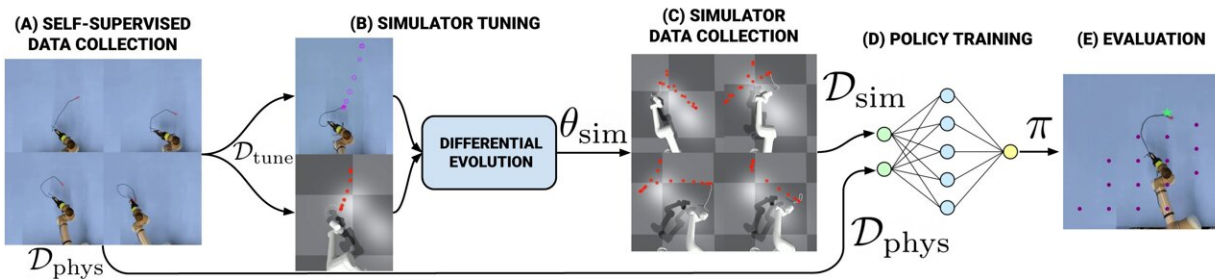 (A) SELF-SUPERVISED
DATA COLLECTION
(B) SIMULATOR TUNING
(C) SIMULATOR
DATA COLLECTION
(D) POLICY TRAINING
(E) EVALUATION
𝒟tune
DIFFERENTIAL
EVOLUTION
θsim
𝒟sim
π
𝒟phys
𝒟phys